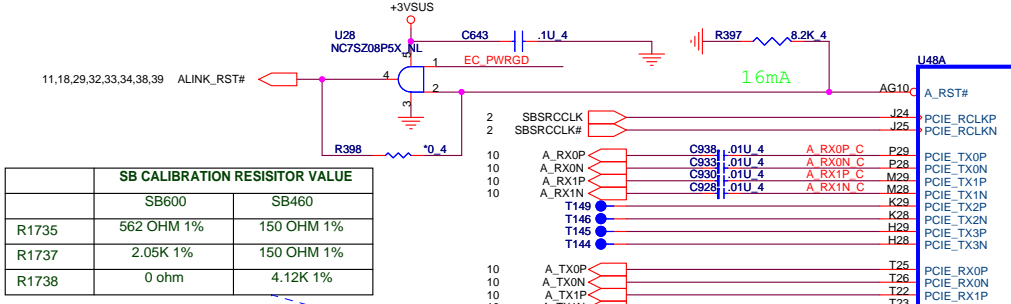 +3VSUS
U28
NC7SZ08P5X_NL
C643 .1U_4
R397 8.2K_4
U48A
5
EC_PWRGD
1
11,18,29,32,33,34,38,39 ALINK_RST# 4
2
3
16mA
AG10 A_RST#
2 SBSRCCLK J24 PCIE_RCLKP
2 SBSRCCLK# J25 PCIE_RCLKN
R398 *0_4
10 A_RX0P C938 .01U_4 A_RX0P_C P29 PCIE_TX0P
10 A_RX0N C933 .01U_4 A_RX0N_C P28 PCIE_TX0N
10 A_RX1P C930 .01U_4 A_RX1P_C M29 PCIE_TX1P
10 A_RX1N C928 .01U_4 A_RX1N_C M28 PCIE_TX1N
T149 K29 PCIE_TX2P
T146 K28 PCIE_TX2N
T145 H29 PCIE_TX3P
T144 H28 PCIE_TX3N
10 A_TX0P T25 PCIE_RX0P
10 A_TX0N T26 PCIE_RX0N
10 A_TX1P T22 PCIE_RX1P
T23
SB CALIBRATION RESISITOR VALUE
SB600 SB460
R1735 562 OHM 1% 150 OHM 1%
R1737 2.05K 1% 150 OHM 1%
R1738 0 ohm 4.12K 1%